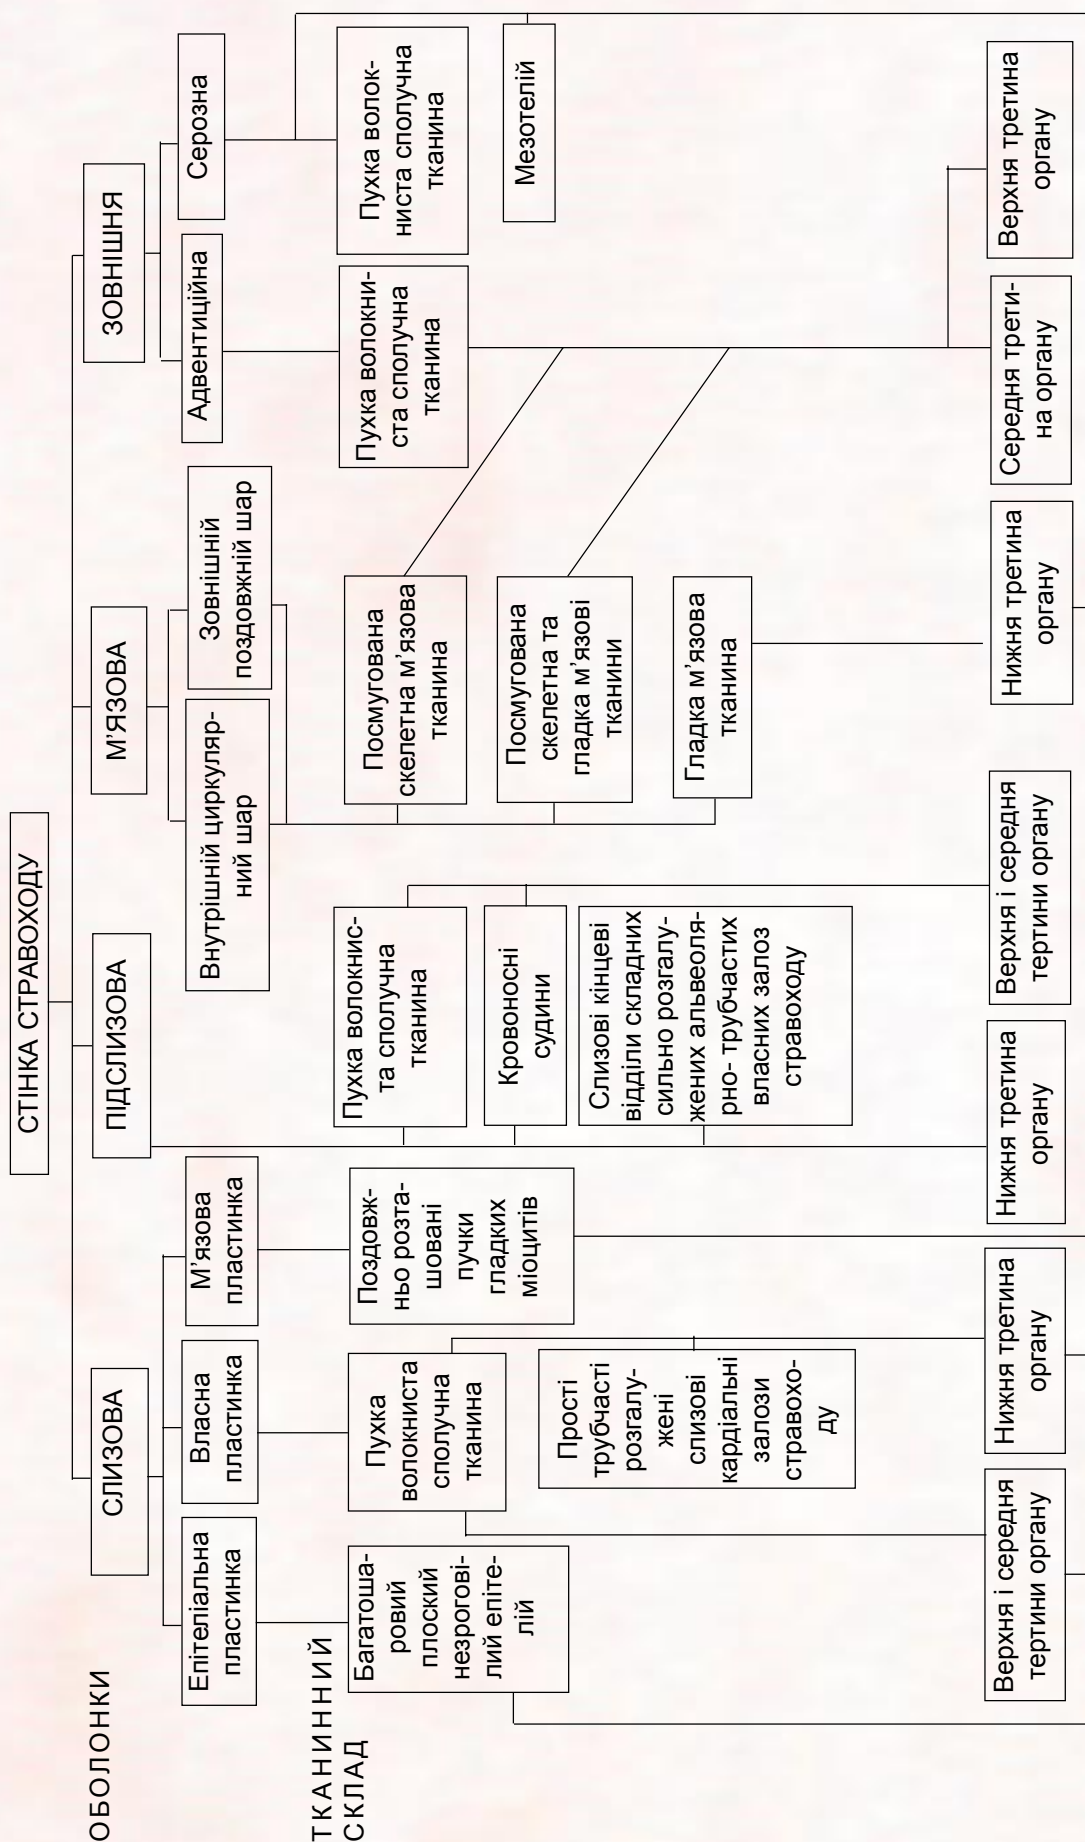 СТІНКА СТРАВОХОДУ
ОБОЛОНКИ
СЛИЗОВА
ПІДСЛИЗОВА
М’ЯЗОВА
ЗОВНІШНЯ
Епітеліальна
пластинка
Власна
пластинка
М’язова
пластинка
Внутрішній циркуляр-
ний шар
Зовнішній
поздовжній шар
Адвентиційна
Серозна
ТКАНИННИЙ
СКЛАД
Багатоша-
ровий
плоский
незрогові-
лий епіте-
лій
Пухка
волокниста
сполучна
тканина
Прості
трубчасті
розгалу-
жені
слизові
кардіальні
залози
стравохо-
ду
Поздовж-
ньо розта-
шовані
пучки
гладких
міоцитів
Пухка волокнис-
та сполучна
тканина
Кровоносні
судини
Слизові кінцеві
відділи складних
сильно розгалу-
жених альвеоля-
рно- трубчастих
власних залоз
стравоходу
Посмугована
скелетна м’язова
тканина
Посмугована
скелетна та
гладка м’язові
тканини
Гладка м’язова
тканина
Пухка волокни-
ста сполучна
тканина
Пухка волок-
ниста сполучна
тканина
Мезотелій
Верхня і середня
тертини органу
Нижня третина
органу
Нижня третина
органу
Верхня і середня
тертини органу
Нижня третина
органу
Середня трети-
на органу
Верхня третина
органу